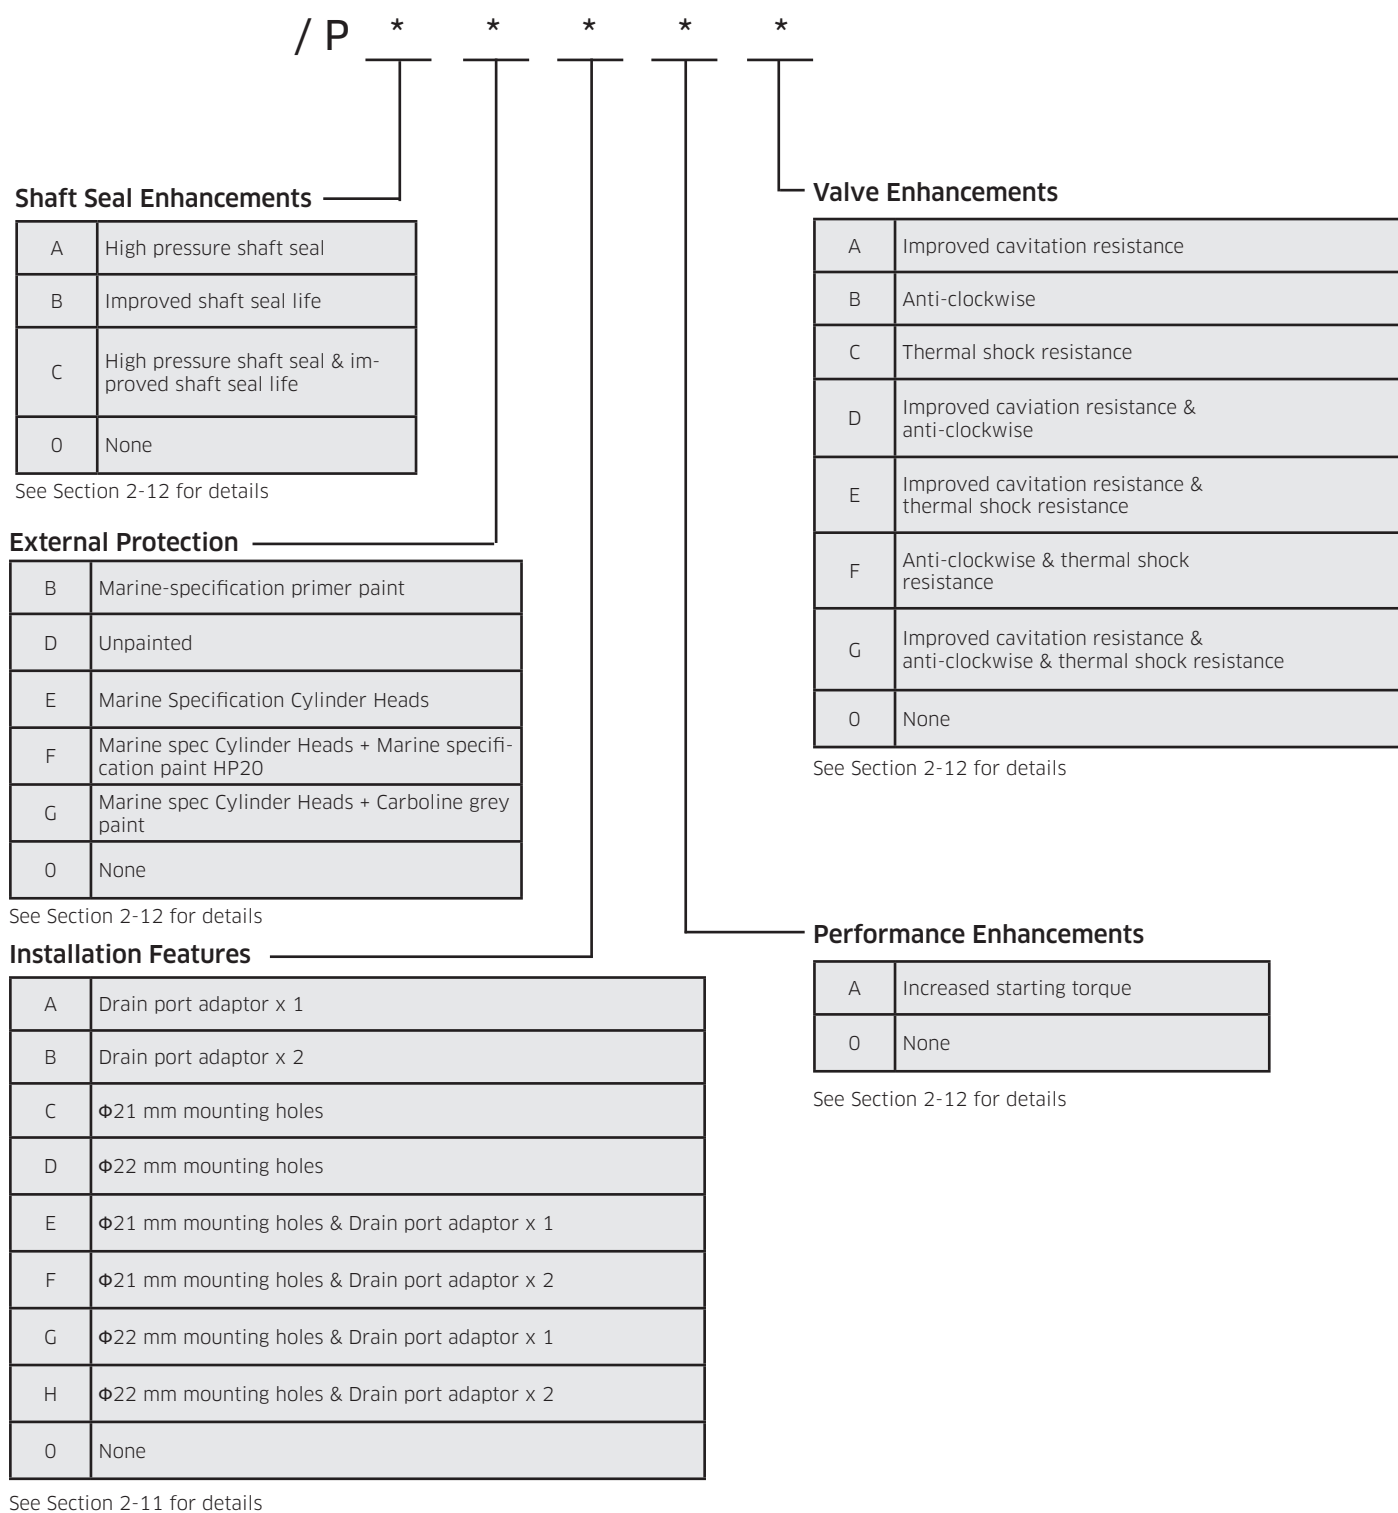 / P * * * * *
Shaft Seal Enhancements
A High pressure shaft seal
B Improved shaft seal life
C High pressure shaft seal & im-
proved shaft seal life
0 None
See Section 2-12 for details
External Protection
B Marine-specification primer paint
D Unpainted
E Marine Specification Cylinder Heads
F Marine spec Cylinder Heads + Marine specifi-
cation paint HP20
G Marine spec Cylinder Heads + Carboline grey
paint
0 None
See Section 2-12 for details
Installation Features
A Drain port adaptor x 1
B Drain port adaptor x 2
C Φ21 mm mounting holes
D Φ22 mm mounting holes
E Φ21 mm mounting holes & Drain port adaptor x 1
F Φ21 mm mounting holes & Drain port adaptor x 2
G Φ22 mm mounting holes & Drain port adaptor x 1
H Φ22 mm mounting holes & Drain port adaptor x 2
0 None
See Section 2-11 for details
Valve Enhancements
A Improved cavitation resistance
B Anti-clockwise
C Thermal shock resistance
D Improved caviation resistance &
anti-clockwise
E Improved cavitation resistance &
thermal shock resistance
F Anti-clockwise & thermal shock
resistance
G Improved cavitation resistance &
anti-clockwise & thermal shock resistance
0 None
See Section 2-12 for details
Performance Enhancements
A Increased starting torque
0 None
See Section 2-12 for details